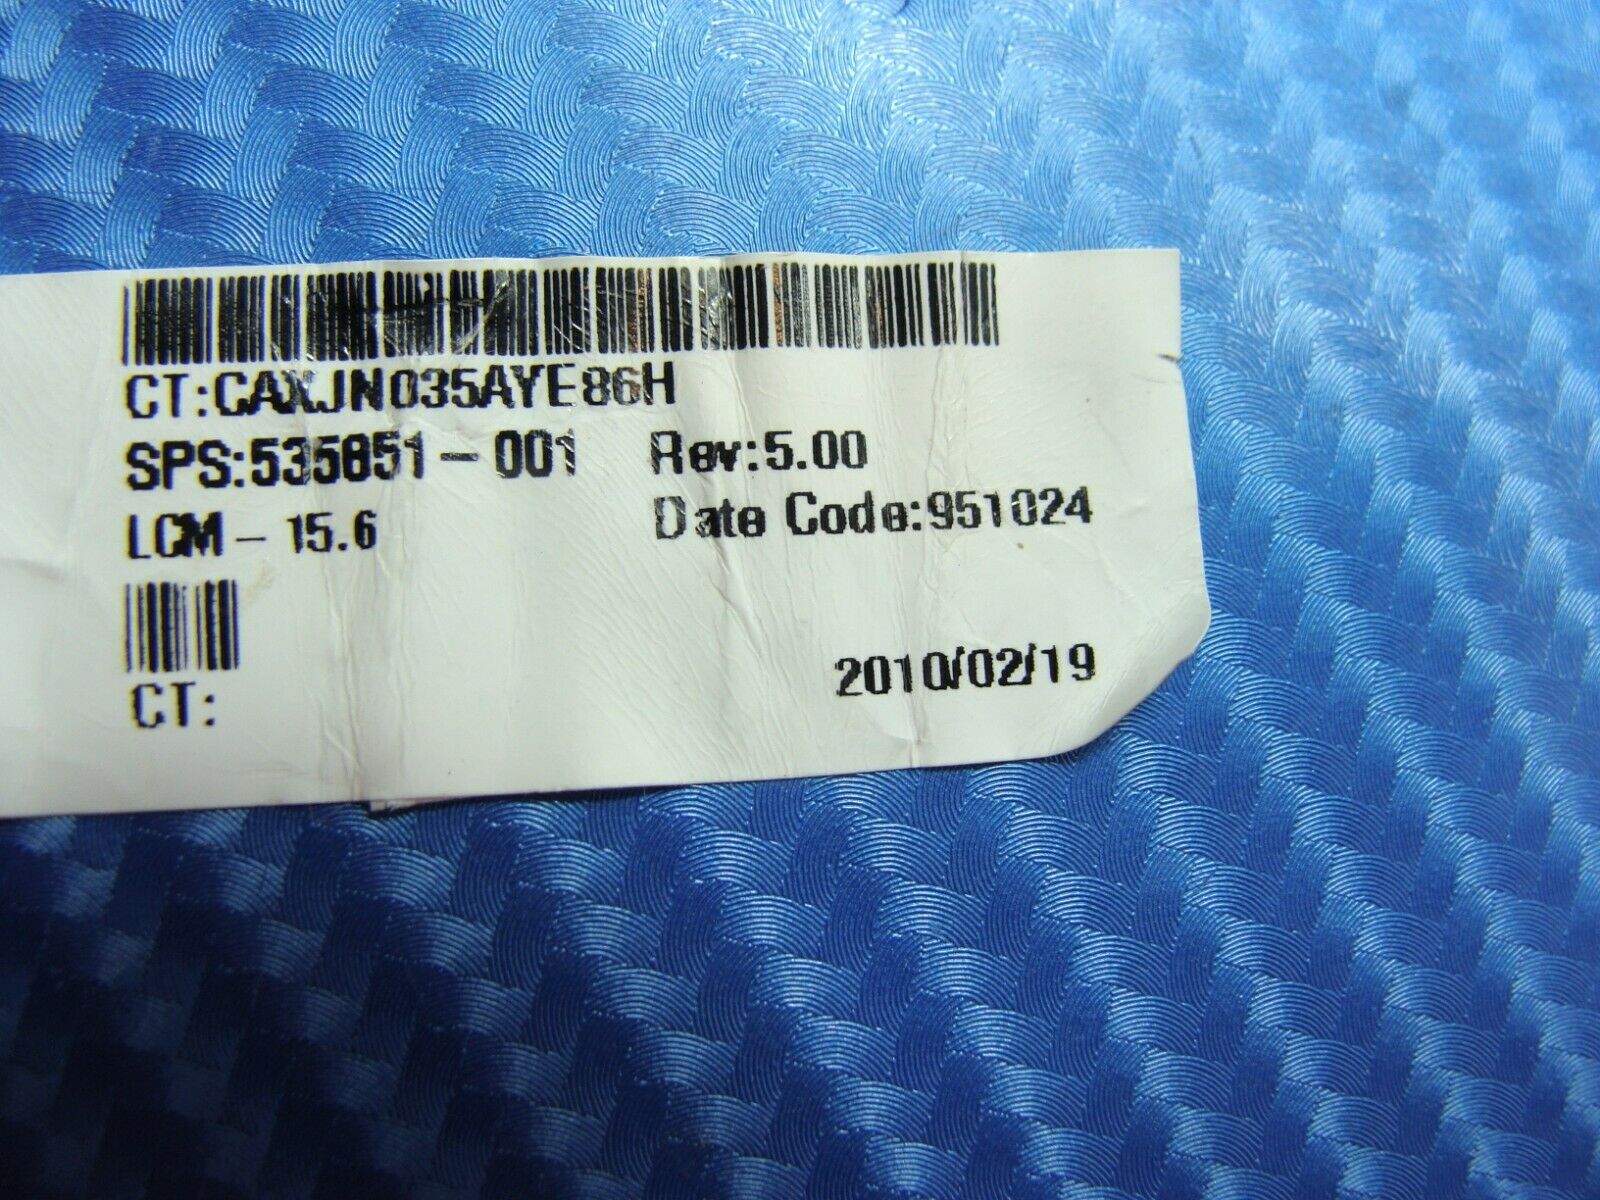 CT:CAXJN035AYE86H
SPS:535851-001 Rev:5.00
LCM - 15.6 Date Code:951024
CT: 2010/02/19